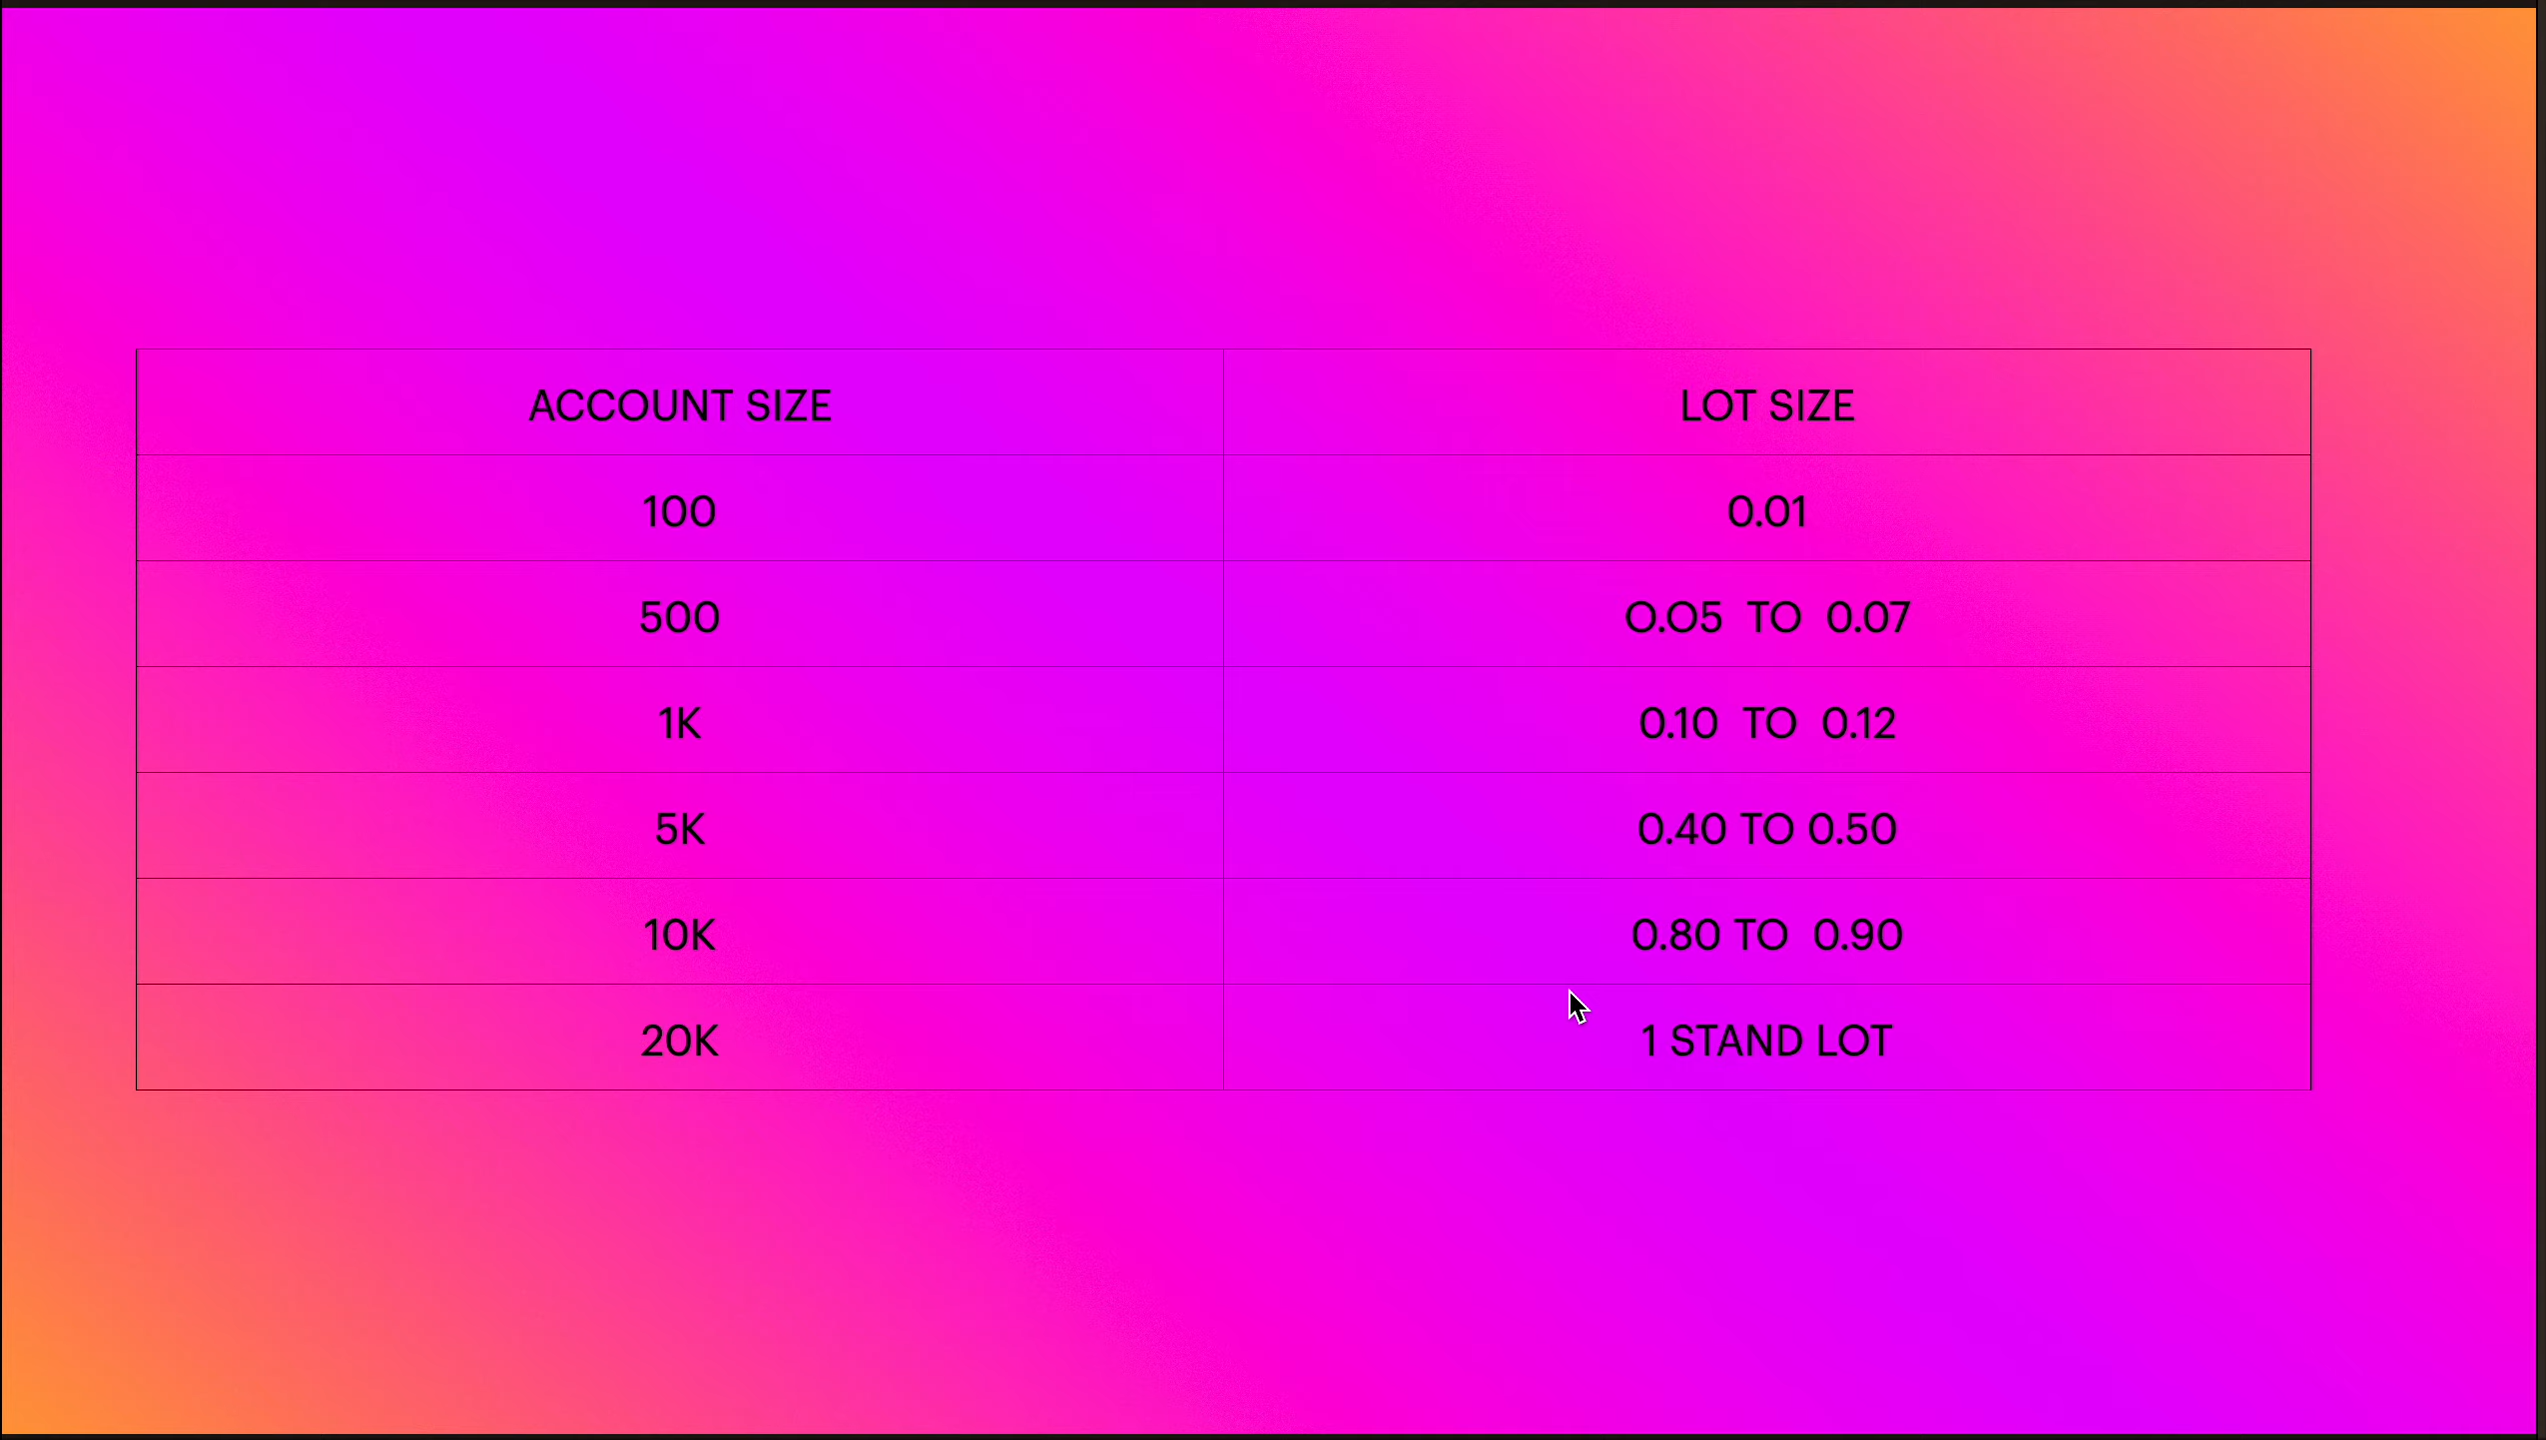 ACCOUNT SIZE LOT SIZE
100 0.01
500 O.O5 TO 0.07
1K 0.10 TO 0.12
5K 0.40 TO 0.50
10K 0.80 TO 0.90
20K 1 STAND LOT